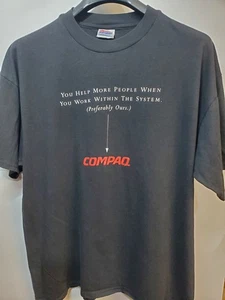 You Help More People When
You Work Within The System.
(Preferably Ours.)
COMPAQ